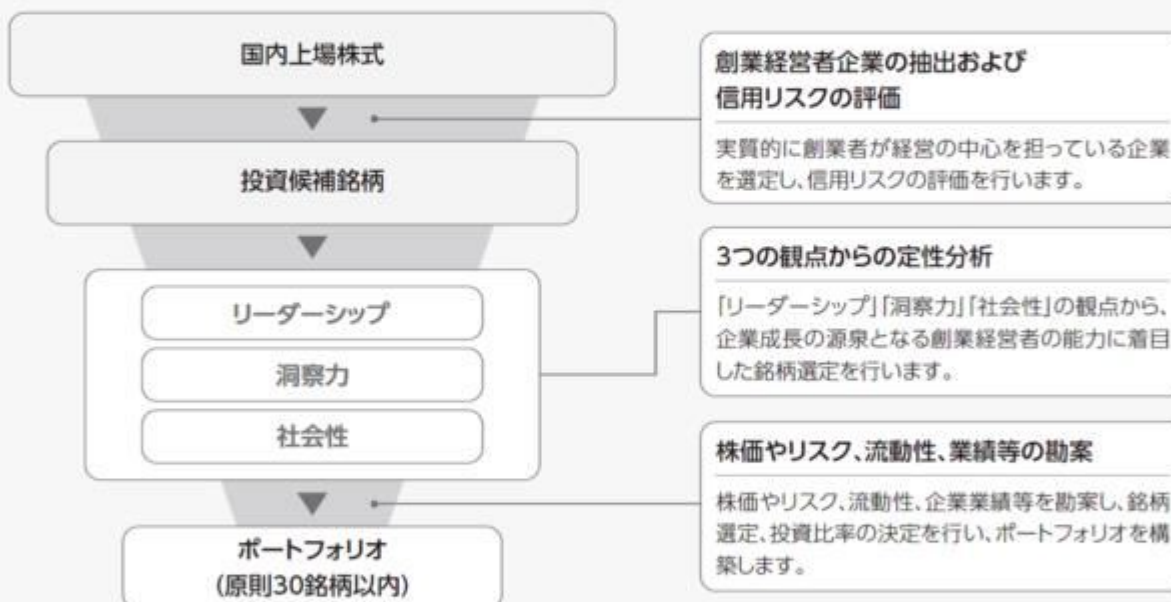 国内上場株式
投資候補銘柄
リーダーシップ
洞察力
社会性
ポートフォリオ
(原則30銘柄以内)
創業経営者企業の抽出および
信用リスクの評価
実質的に創業者が経営の中心を担っている企業
を選定し、信用リスクの評価を行います。
3つの観点からの定性分析
「リーダーシップ」「洞察力」「社会性」の観点から、
企業成長の源泉となる創業経営者の能力に着目
した銘柄選定を行います。
株価やリスク、流動性、業績等の勘案
株価やリスク、流動性、企業業績等を勘案し、銘柄
選定、投資比率の決定を行い、ポートフォリオを構
築します。